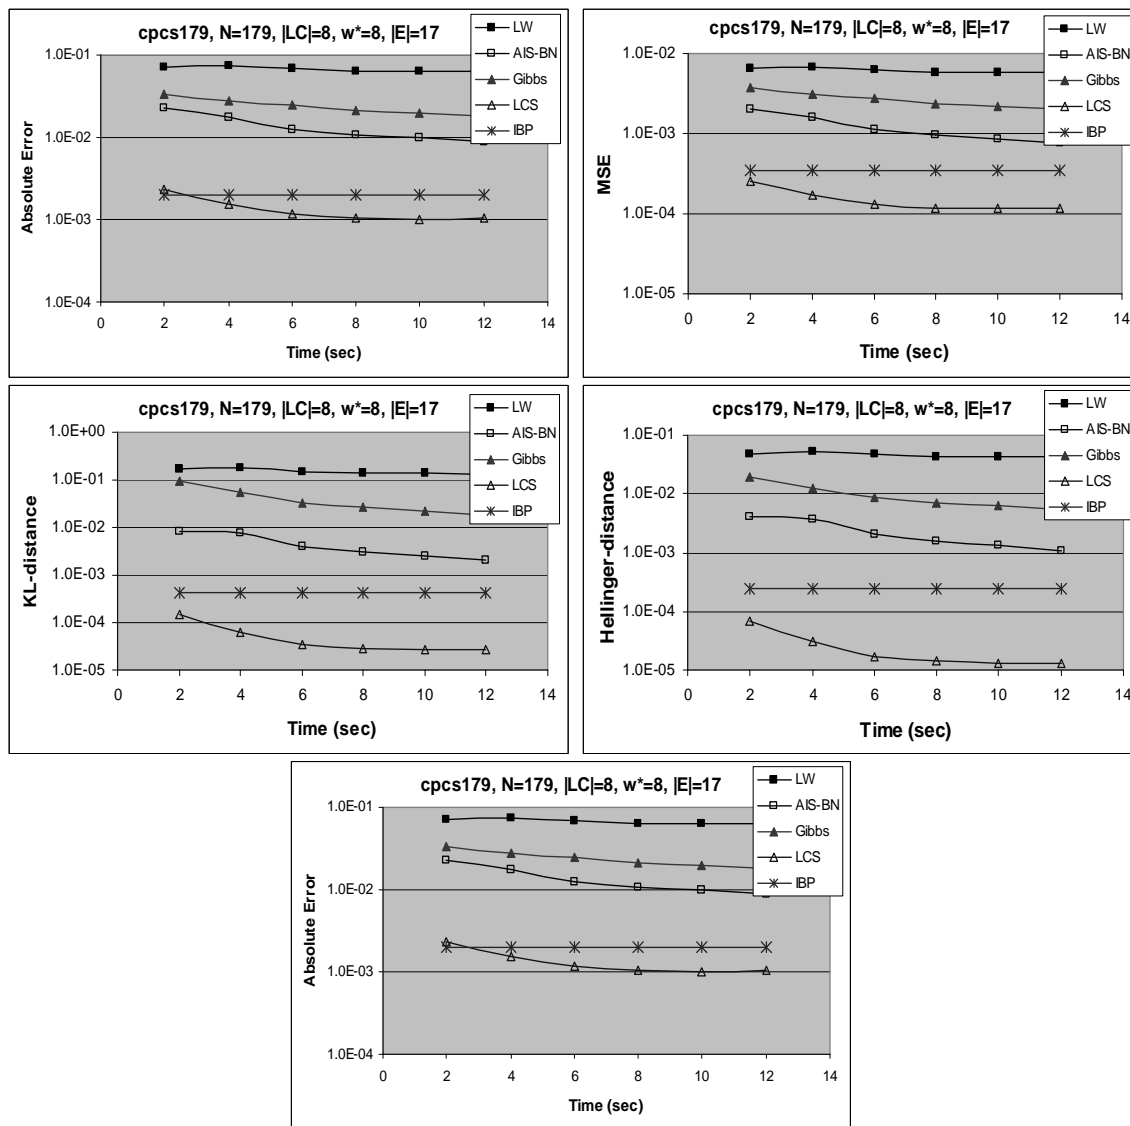 cpcs179, N=179, |LC|=8, w*=8, |E|=17
LW
AIS-BN
Gibbs
LCS
IBP
Absolute Error
1.0E-01
1.0E-02
1.0E-03
1.0E-04
0 2 4 6 8 10 12 14
Time (sec)
cpcs179, N=179, |LC|=8, w*=8, |E|=17
LW
AIS-BN
Gibbs
LCS
IBP
MSE
1.0E-02
1.0E-03
1.0E-04
1.0E-05
0 2 4 6 8 10 12 14
Time (sec)
cpcs179, N=179, |LC|=8, w*=8, |E|=17
LW
AIS-BN
Gibbs
LCS
IBP
KL-distance
1.0E+00
1.0E-01
1.0E-02
1.0E-03
1.0E-04
1.0E-05
0 2 4 6 8 10 12 14
Time (sec)
cpcs179, N=179, |LC|=8, w*=8, |E|=17
LW
AIS-BN
Gibbs
LCS
IBP
Hellinger-distance
1.0E-01
1.0E-02
1.0E-03
1.0E-04
1.0E-05
0 2 4 6 8 10 12 14
Time (sec)
cpcs179, N=179, |LC|=8, w*=8, |E|=17
LW
AIS-BN
Gibbs
LCS
IBP
Absolute Error
1.0E-01
1.0E-02
1.0E-03
1.0E-04
0 2 4 6 8 10 12 14
Time (sec)